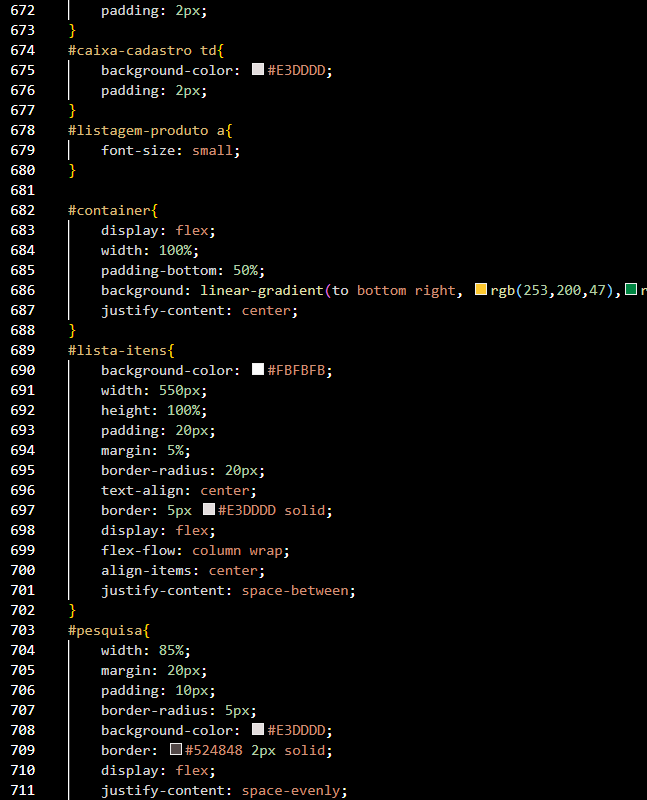 672 padding: 2px;
673 }
674 #caixa-cadastro td{
675 background-color: #E3DDDD;
676 padding: 2px;
677 }
678 #listagem-produto a{
679 font-size: small;
680 }
681
682 #container{
683 display: flex;
684 width: 100%;
685 padding-bottom: 50%;
686 background: linear-gradient(to bottom right, rgb(253,200,47), r
687 justify-content: center;
688 }
689 #lista-itens{
690 background-color: #FBFBFB;
691 width: 550px;
692 height: 100%;
693 padding: 20px;
694 margin: 5%;
695 border-radius: 20px;
696 text-align: center;
697 border: 5px #E3DDDD solid;
698 display: flex;
699 flex-flow: column wrap;
700 align-items: center;
701 justify-content: space-between;
702 }
703 #pesquisa{
704 width: 85%;
705 margin: 20px;
706 padding: 10px;
707 border-radius: 5px;
708 background-color: #E3DDDD;
709 border: #524848 2px solid;
710 display: flex;
711 justify-content: space-evenly;